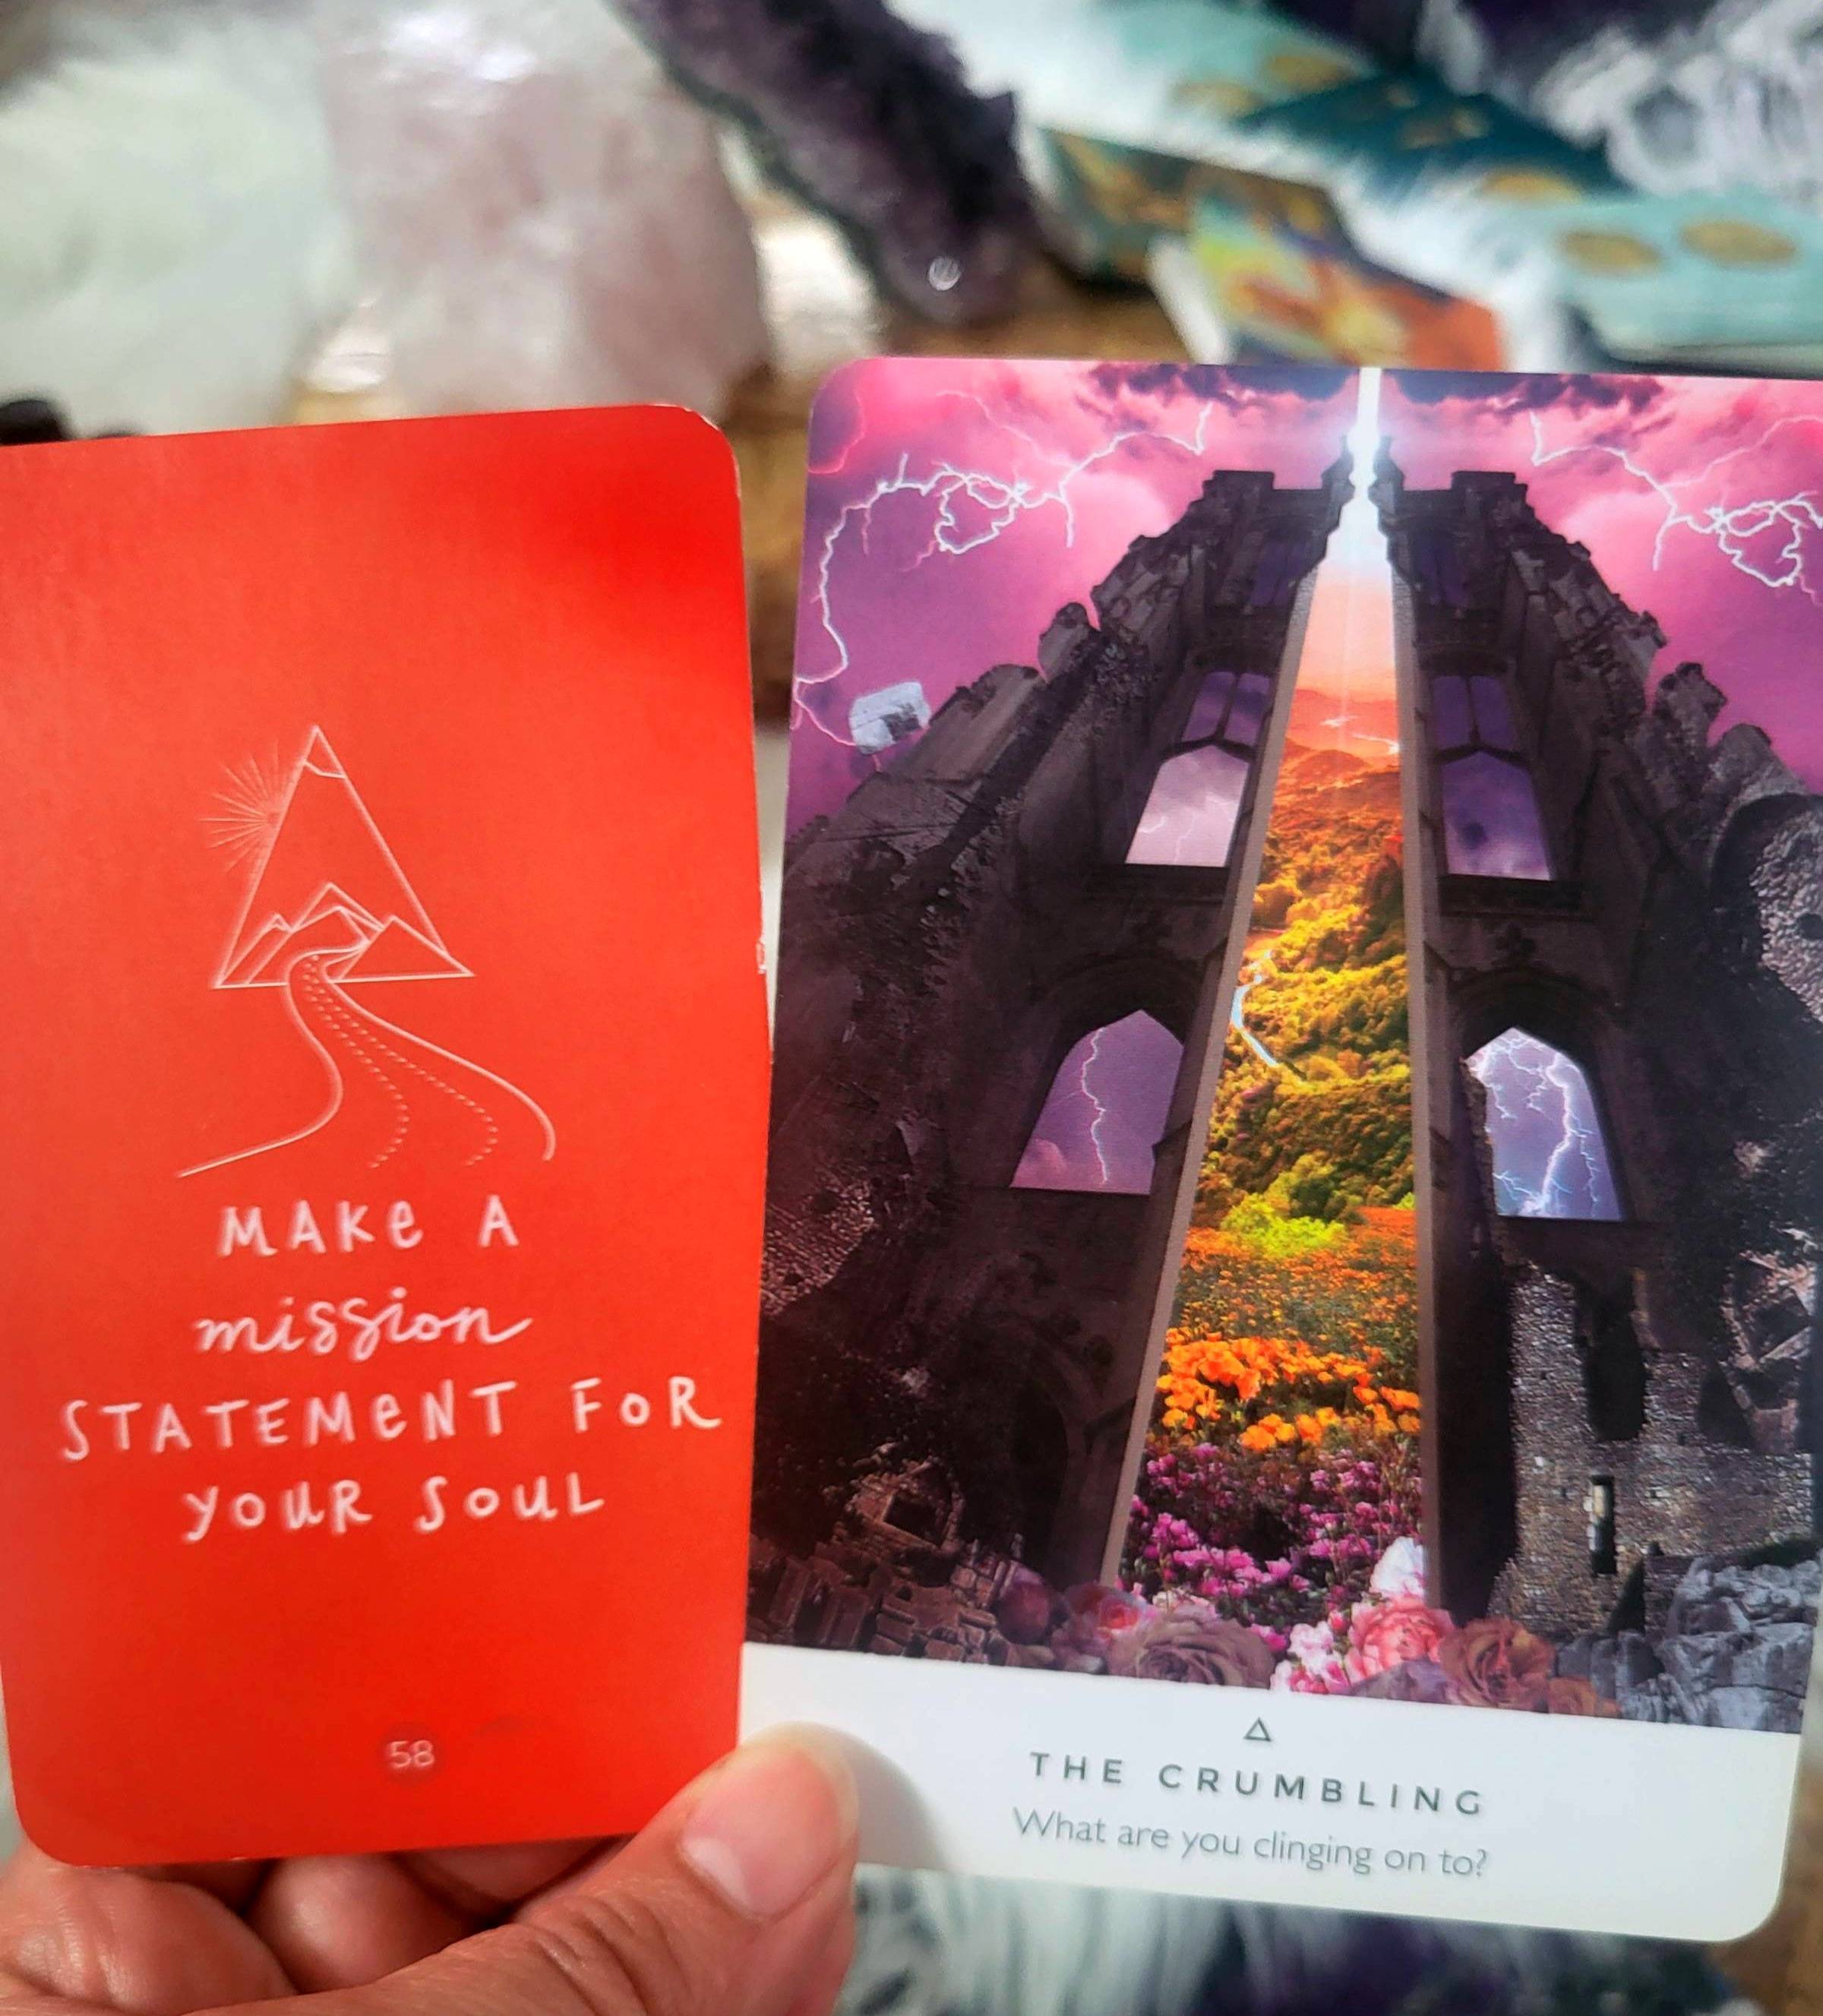 MAKe A
mission
STATEMeNT FoR
YOUR SOUL
58
THE CRUMBLING
What are you clinging on to?